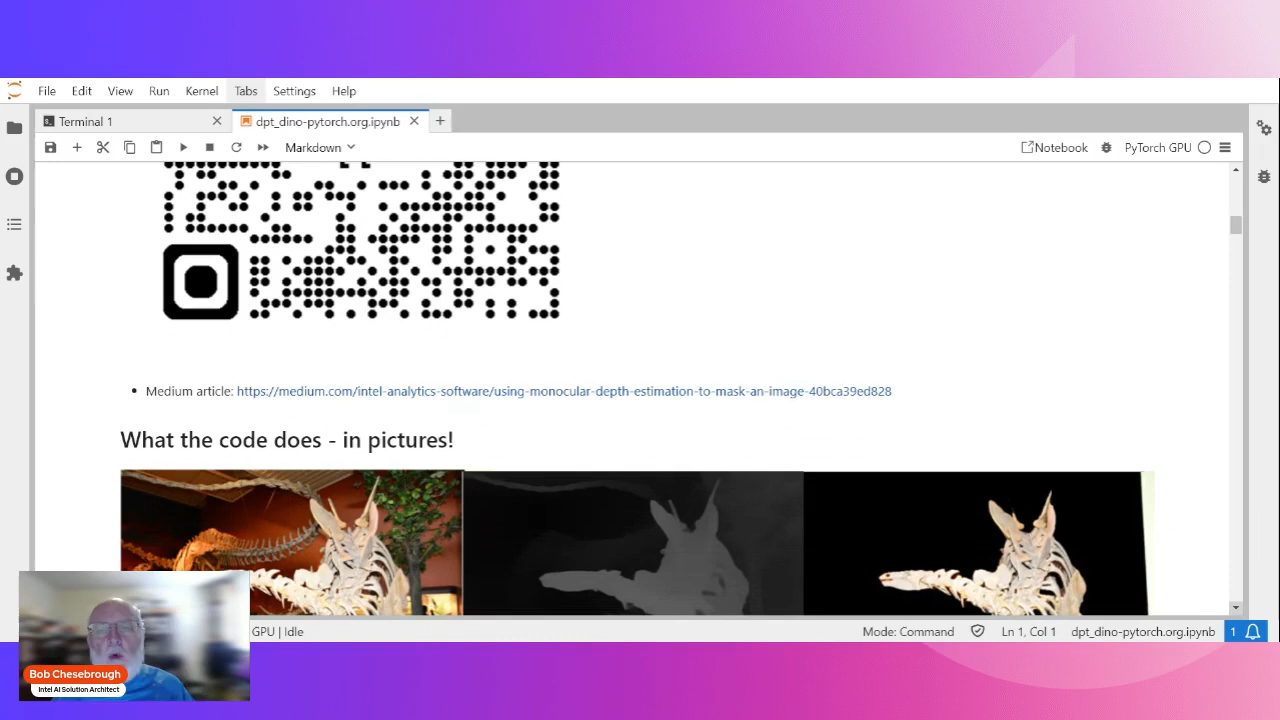 File Edit View Run Kernel Tabs Settings Help
Terminal 1 dpt_dino-pytorch.org.ipynb
Markdown Notebook PyTorch GPU
Medium article: https://medium.com/intel-analytics-software/using-monocular-depth-estimation-to-mask-an-image-40bca39ed828
What the code does - in pictures!
GPU | Idle Mode: Command Ln 1, Col 1 dpt_dino-pytorch.org.ipynb 1
Bob Chesebrough
Intel AI Solution Architect